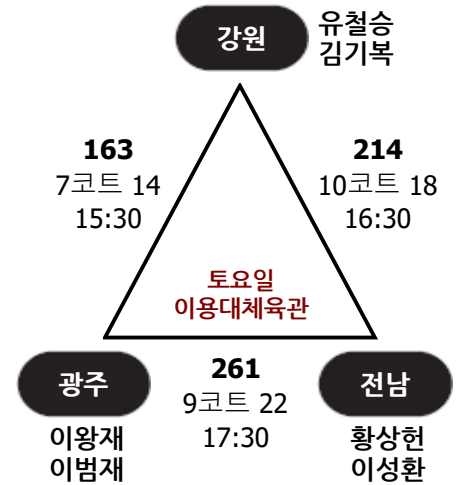 강원
유철승
김기복
163
7코트 14
15:30
214
10코트 18
16:30
토요일
이용대체육관
광주
이왕재
이범재
261
9코트 22
17:30
전남
황상헌
이성환